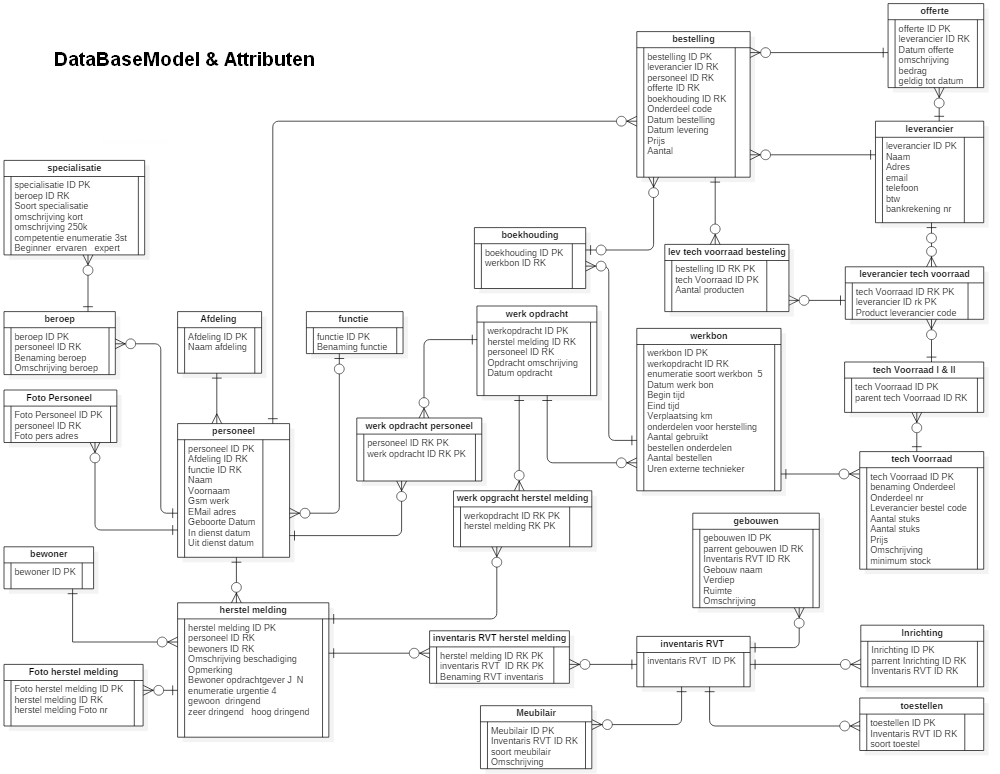 DataBaseModel & Attributen
offerte
offerte ID PK
leverancier ID RK
Datum offerte
omschrijving
bedrag
geldig tot datum
bestelling
bestelling ID PK
leverancier ID RK
personeel ID RK
offerte ID RK
boekhouding ID RK
Onderdeel code
Datum bestelling
Datum levering
Prijs
Aantal
leverancier
leverancier ID PK
Naam
Adres
email
telefoon
btw
bankrekening nr
specialisatie
specialisatie ID PK
beroep ID RK
Soort specialisatie
omschrijving kort
omschrijving 250k
competentie enumeratie 3st
Beginner ervaren expert
boekhouding
boekhouding ID PK
werkbon ID RK
lev tech voorraad besteling
bestelling ID RK PK
tech Voorraad ID PK
Aantal producten
leverancier tech voorraad
tech Voorraad ID RK PK
leverancier ID rk PK
Product leverancier code
beroep
beroep ID PK
personeel ID RK
Benaming beroep
Omschrijving beroep
Afdeling
Afdeling ID PK
Naam afdeling
functie
functie ID PK
Benaming functie
werk opdracht
werkopdracht ID PK
herstel melding ID RK
personeel ID RK
Opdracht omschrijving
Datum opdracht
werkbon
werkbon ID PK
werkopdracht ID RK
enumeratie soort werkbon 5
Datum werk bon
Begin tijd
Eind tijd
Verplaatsing km
onderdelen voor herstelling
Aantal gebruikt
bestellen onderdelen
Aantal bestellen
Uren externe technieker
tech Voorraad I & II
tech Voorraad ID PK
parent tech Voorraad ID RK
Foto Personeel
Foto Personeel ID PK
personeel ID RK
Foto pers adres
personeel
personeel ID PK
Afdeling ID RK
functie ID RK
Naam
Voornaam
Gsm werk
EMail adres
Geboorte Datum
In dienst datum
Uit dienst datum
werk opdracht personeel
personeel ID RK PK
werk opdracht ID RK PK
tech Voorraad
tech Voorraad ID PK
benaming Onderdeel
Onderdeel nr
Leverancier bestel code
Aantal stuks
Aantal stuks
Prijs
Omschrijving
minimum stock
werk opgracht herstel melding
werkopdracht ID RK PK
herstel melding RK PK
gebouwen
gebouwen ID PK
parrent gebouwen ID RK
Inventaris RVT ID RK
Gebouw naam
Verdiep
Ruimte
Omschrijving
bewoner
bewoner ID PK
herstel melding
herstel melding ID PK
personeel ID RK
bewoners ID RK
Omschrijving beschadiging
Opmerking
Bewoner opdrachtgever J N
enumeratie urgentie 4
gewoon dringend
zeer dringend hoog dringend
inventaris RVT herstel melding
herstel melding ID RK PK
inventaris RVT ID RK PK
Benaming RVT inventaris
inventaris RVT
inventaris RVT ID PK
Inrichting
Inrichting ID PK
parrent Inrichting ID RK
Inventaris RVT ID RK
Foto herstel melding
Foto herstel melding ID PK
herstel melding ID RK
herstel melding Foto nr
Meubilair
Meubilair ID PK
Inventaris RVT ID RK
soort meubilair
Omschrijving
toestellen
toestellen ID PK
Inventaris RVT ID RK
soort toestel